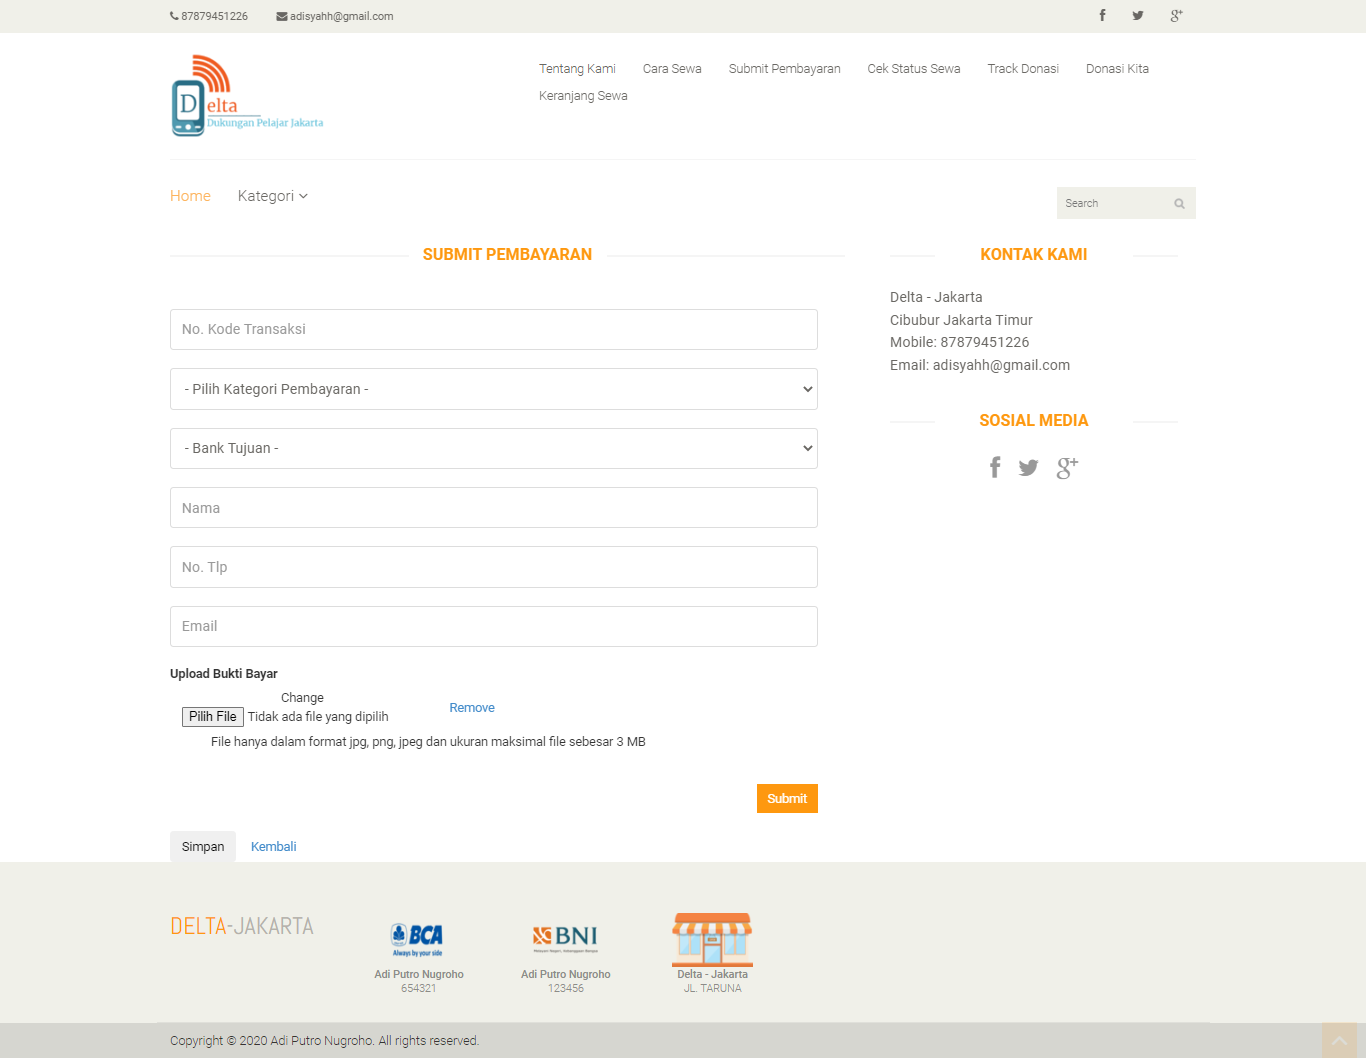 87879451226 adisyahh@gmail.com
Delta
Dukungan Pelajar Jakarta
Tentang Kami Cara Sewa Submit Pembayaran Cek Status Sewa Track Donasi Donasi Kita
Keranjang Sewa
Home Kategori
Search
SUBMIT PEMBAYARAN
No. Kode Transaksi
- Pilih Kategori Pembayaran -
- Bank Tujuan -
Nama
No. Tlp
Email
Upload Bukti Bayar
Change
Pilih File Tidak ada file yang dipilih
Remove
File hanya dalam format jpg, png, jpeg dan ukuran maksimal file sebesar 3 MB
Submit
Simpan Kembali
KONTAK KAMI
Delta - Jakarta
Cibubur Jakarta Timur
Mobile: 87879451226
Email: adisyahh@gmail.com
SOSIAL MEDIA
DELTA-JAKARTA
BCA
Always by your side
Adi Putro Nugroho
654321
BNI
Adi Putro Nugroho
123456
Delta - Jakarta
JL. TARUNA
Copyright © 2020 Adi Putro Nugroho. All rights reserved.